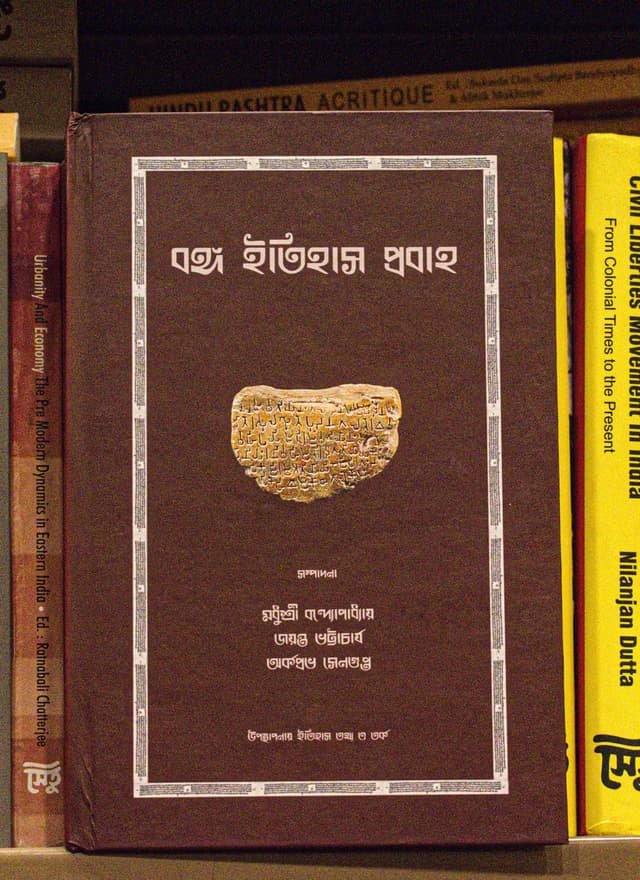 HINDU RASHTRA A CRITIQUE
Ed : Sukanta Das, Sudipta Bandyopadh
& Abhik Mukherjee
বঙ্গ ইতিহাস প্রবাহ
সম্পাদনা
মধুশ্রী বন্দ্যোপাধ্যায়
জয়ন্ত ভট্টাচার্য
অর্কপ্রভ সেনগুপ্ত
উপস্থাপনায় ইতিহাস তথ্য ও তর্ক
Urbanity And Economy The Pre Modern Dynamics in Eastern India • Ed : Ratnabali Chatterjee
সেতু
Civil Liberties Movement in India
From Colonial Times to the Present
Nilanjan Dutta
সেতু